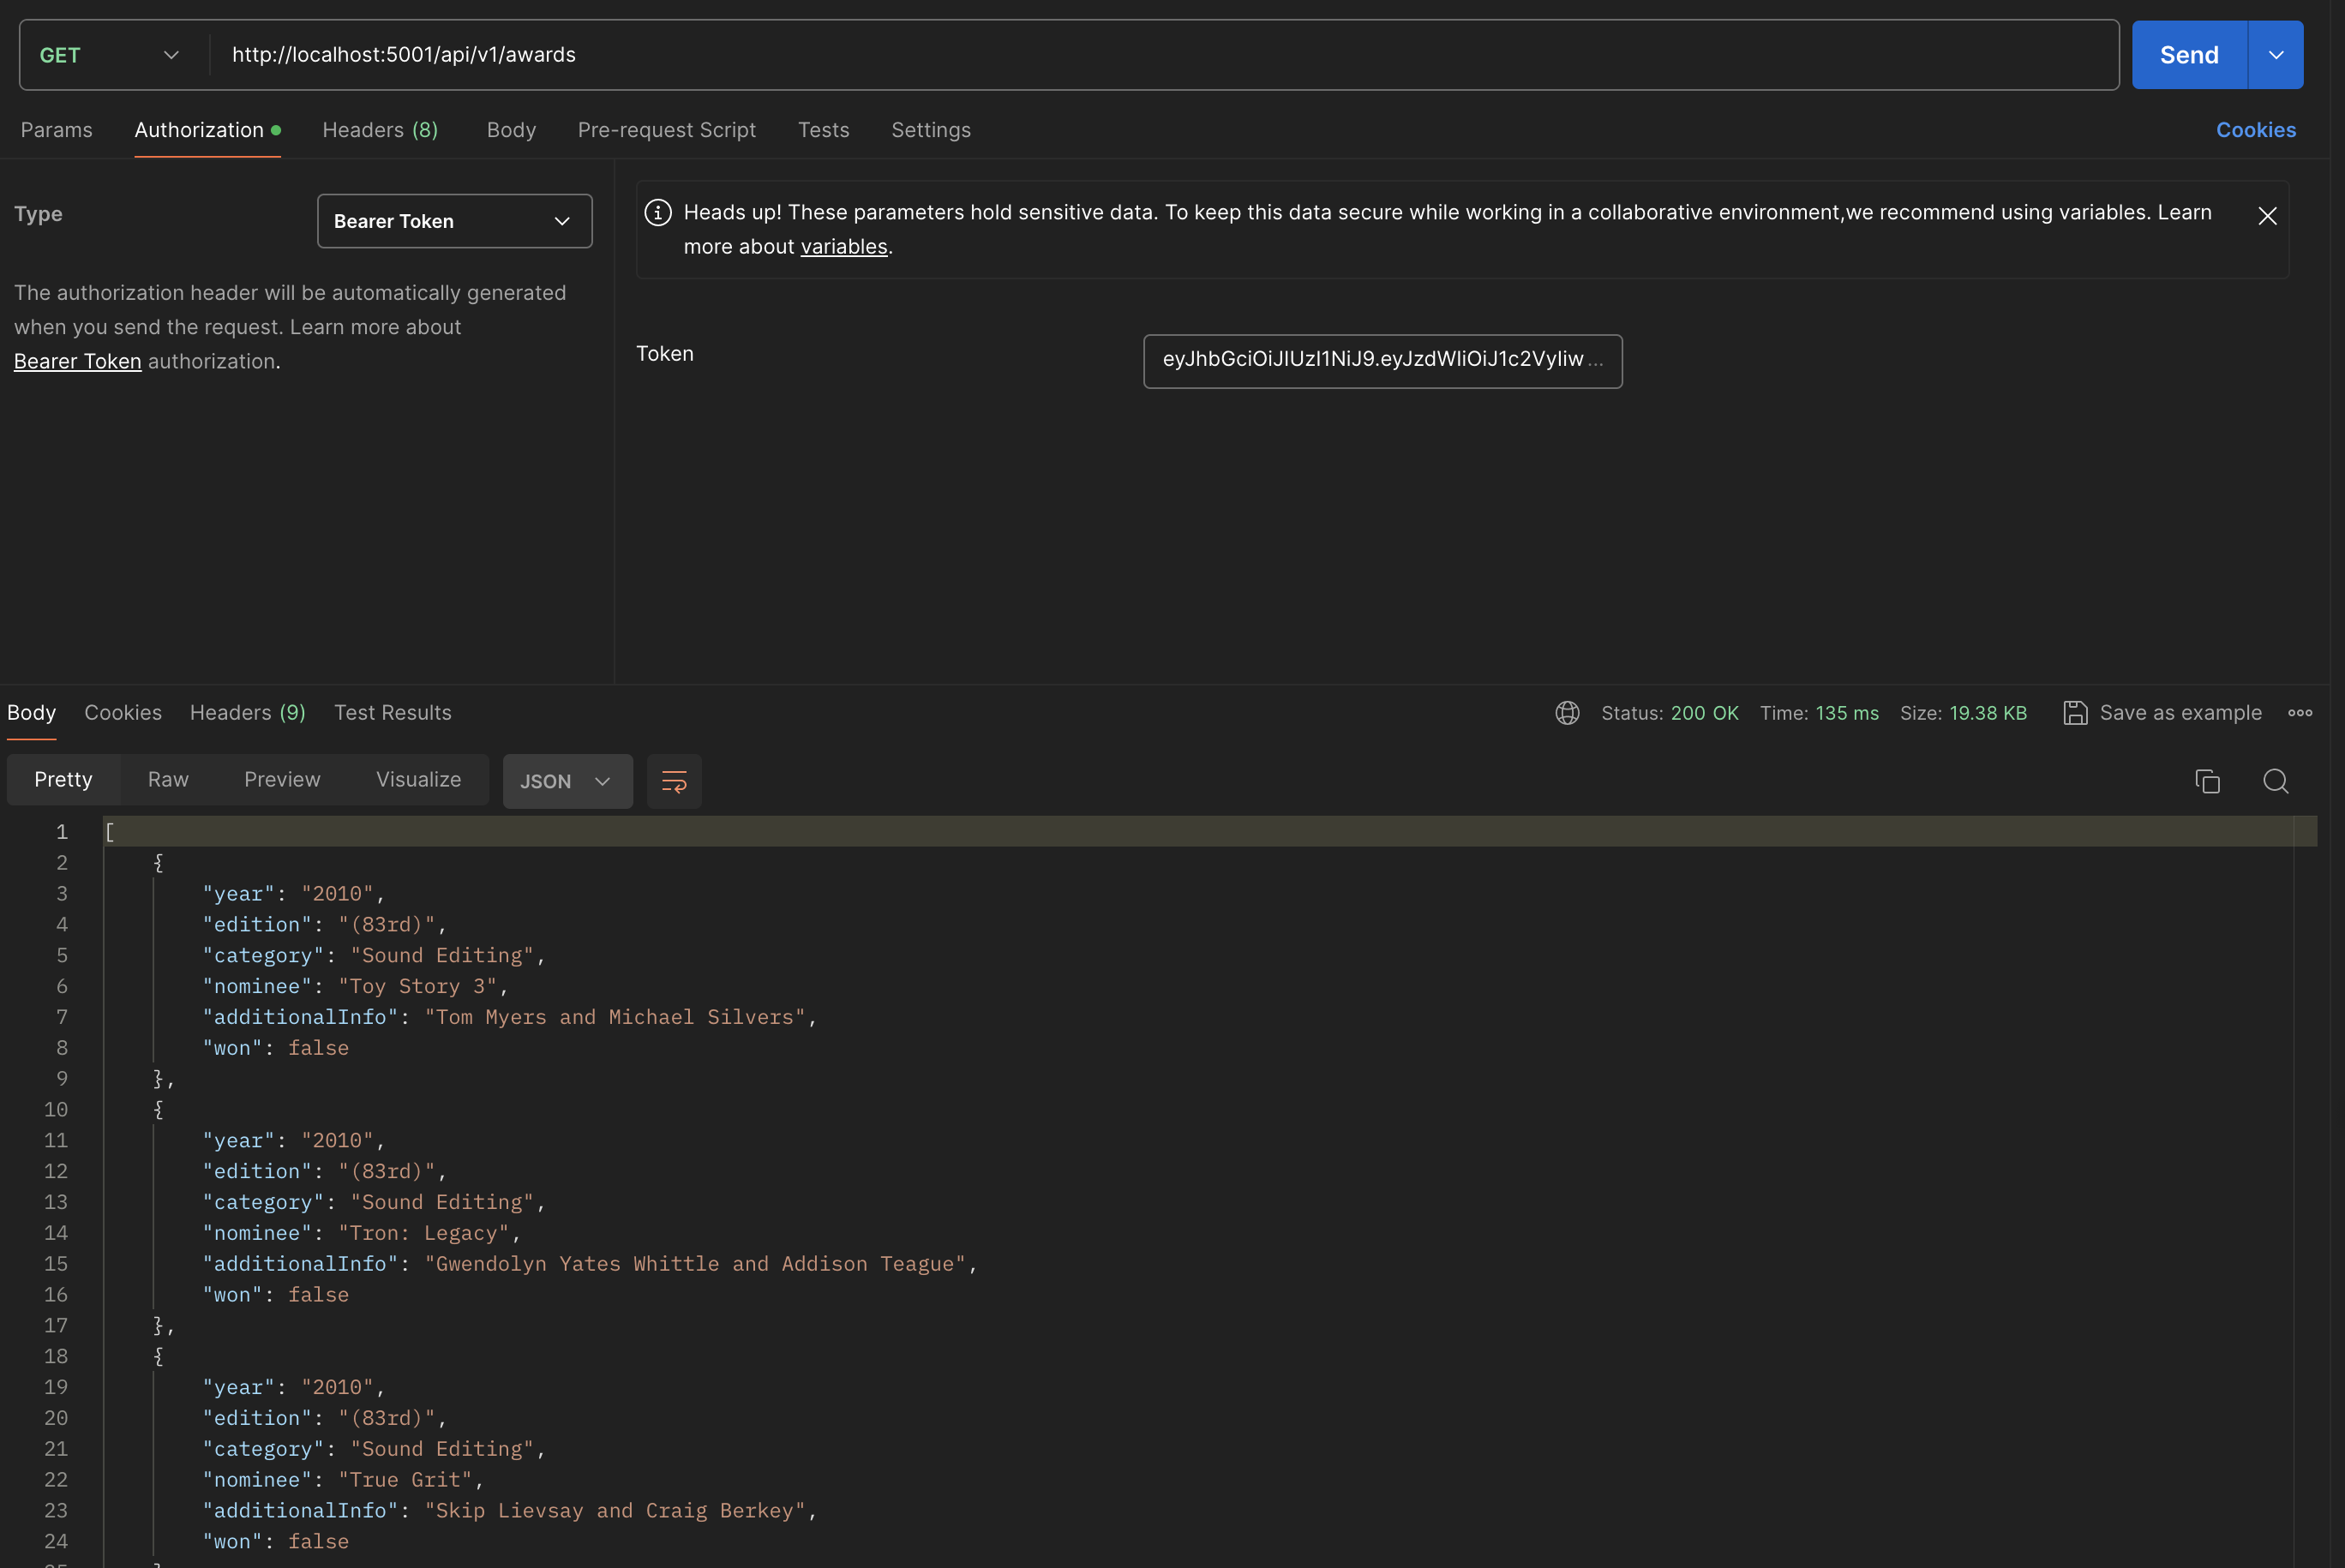 GET http://localhost:5001/api/v1/awards Send
Params Authorization Headers (8) Body Pre-request Script Tests Settings Cookies
Type Bearer Token
The authorization header will be automatically generated
when you send the request. Learn more about
Bearer Token authorization.
Heads up! These parameters hold sensitive data. To keep this data secure while working in a collaborative environment,we recommend using variables. Learn
more about variables.
Token eyJhbGciOiJIUzI1NiJ9.eyJzdWIiOiJ1c2VyIiw ...
Body Cookies Headers (9) Test Results Status: 200 OK Time: 135 ms Size: 19.38 KB Save as example
Pretty Raw Preview Visualize JSON
1 [
2 {
3 "year": "2010",
4 "edition": "(83rd)",
5 "category": "Sound Editing",
6 "nominee": "Toy Story 3",
7 "additionalInfo": "Tom Myers and Michael Silvers",
8 "won": false
9 },
10 {
11 "year": "2010",
12 "edition": "(83rd)",
13 "category": "Sound Editing",
14 "nominee": "Tron: Legacy",
15 "additionalInfo": "Gwendolyn Yates Whittle and Addison Teague",
16 "won": false
17 },
18 {
19 "year": "2010",
20 "edition": "(83rd)",
21 "category": "Sound Editing",
22 "nominee": "True Grit",
23 "additionalInfo": "Skip Lievsay and Craig Berkey",
24 "won": false